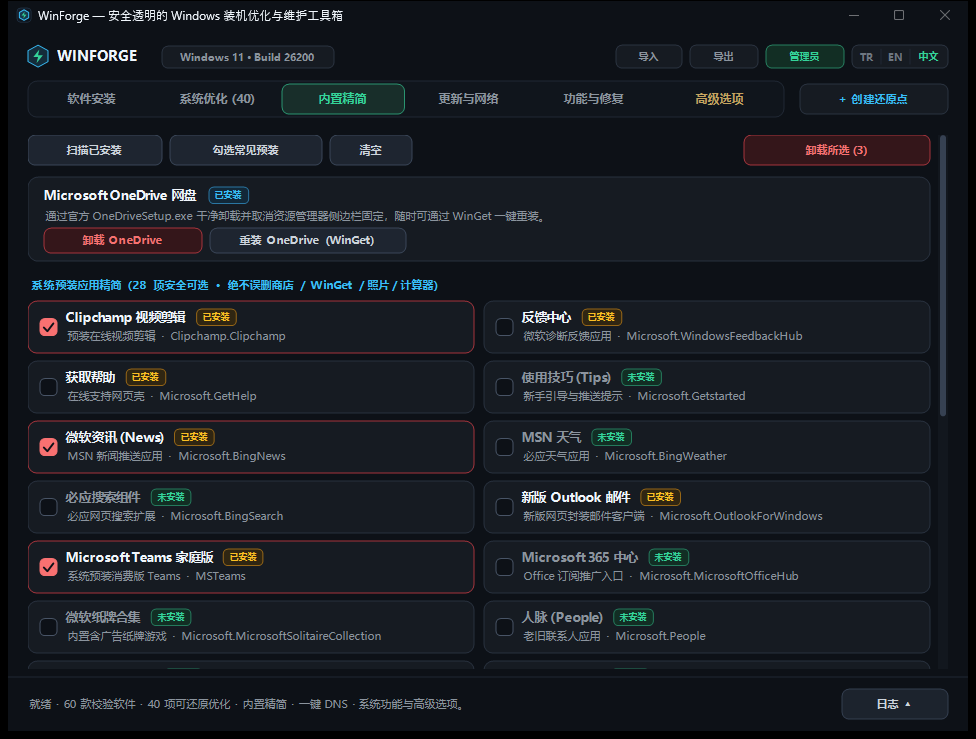 WinForge — 安全透明的 Windows 装机优化与维护工具箱
WINFORGE
Windows 11 • Build 26200
导入
导出
管理员
TR
EN
中文
软件安装
系统优化 (40)
内置精简
更新与网络
功能与修复
高级选项
+ 创建还原点
扫描已安装
勾选常见预装
清空
卸载所选 (3)
Microsoft OneDrive 网盘
已安装
通过官方 OneDriveSetup.exe 干净卸载并取消资源管理器侧边栏固定，随时可通过 WinGet 一键重装。
卸载 OneDrive
重装 OneDrive (WinGet)
系统预装应用精简 (28 项安全可选 • 绝不误删商店 / WinGet / 照片 / 计算器)
Clipchamp 视频剪辑
已安装
预装在线视频剪辑 · Clipchamp.Clipchamp
反馈中心
已安装
微软诊断反馈应用 · Microsoft.WindowsFeedbackHub
获取帮助
已安装
在线支持网页壳 · Microsoft.GetHelp
使用技巧 (Tips)
未安装
新手引导与推送提示 · Microsoft.Getstarted
微软资讯 (News)
已安装
MSN 新闻推送应用 · Microsoft.BingNews
MSN 天气
未安装
必应天气应用 · Microsoft.BingWeather
必应搜索组件
未安装
必应网页搜索扩展 · Microsoft.BingSearch
新版 Outlook 邮件
已安装
新版网页封装邮件客户端 · Microsoft.OutlookForWindows
Microsoft Teams 家庭版
已安装
系统预装消费版 Teams · MSTeams
Microsoft 365 中心
未安装
Office 订阅推广入口 · Microsoft.MicrosoftOfficeHub
微软纸牌合集
未安装
内置含广告纸牌游戏 · Microsoft.MicrosoftSolitaireCollection
人脉 (People)
未安装
老旧联系人应用 · Microsoft.People
就绪 · 60 款校验软件 · 40 项可还原优化 · 内置精简 · 一键 DNS · 系统功能与高级选项。
日志 ▲